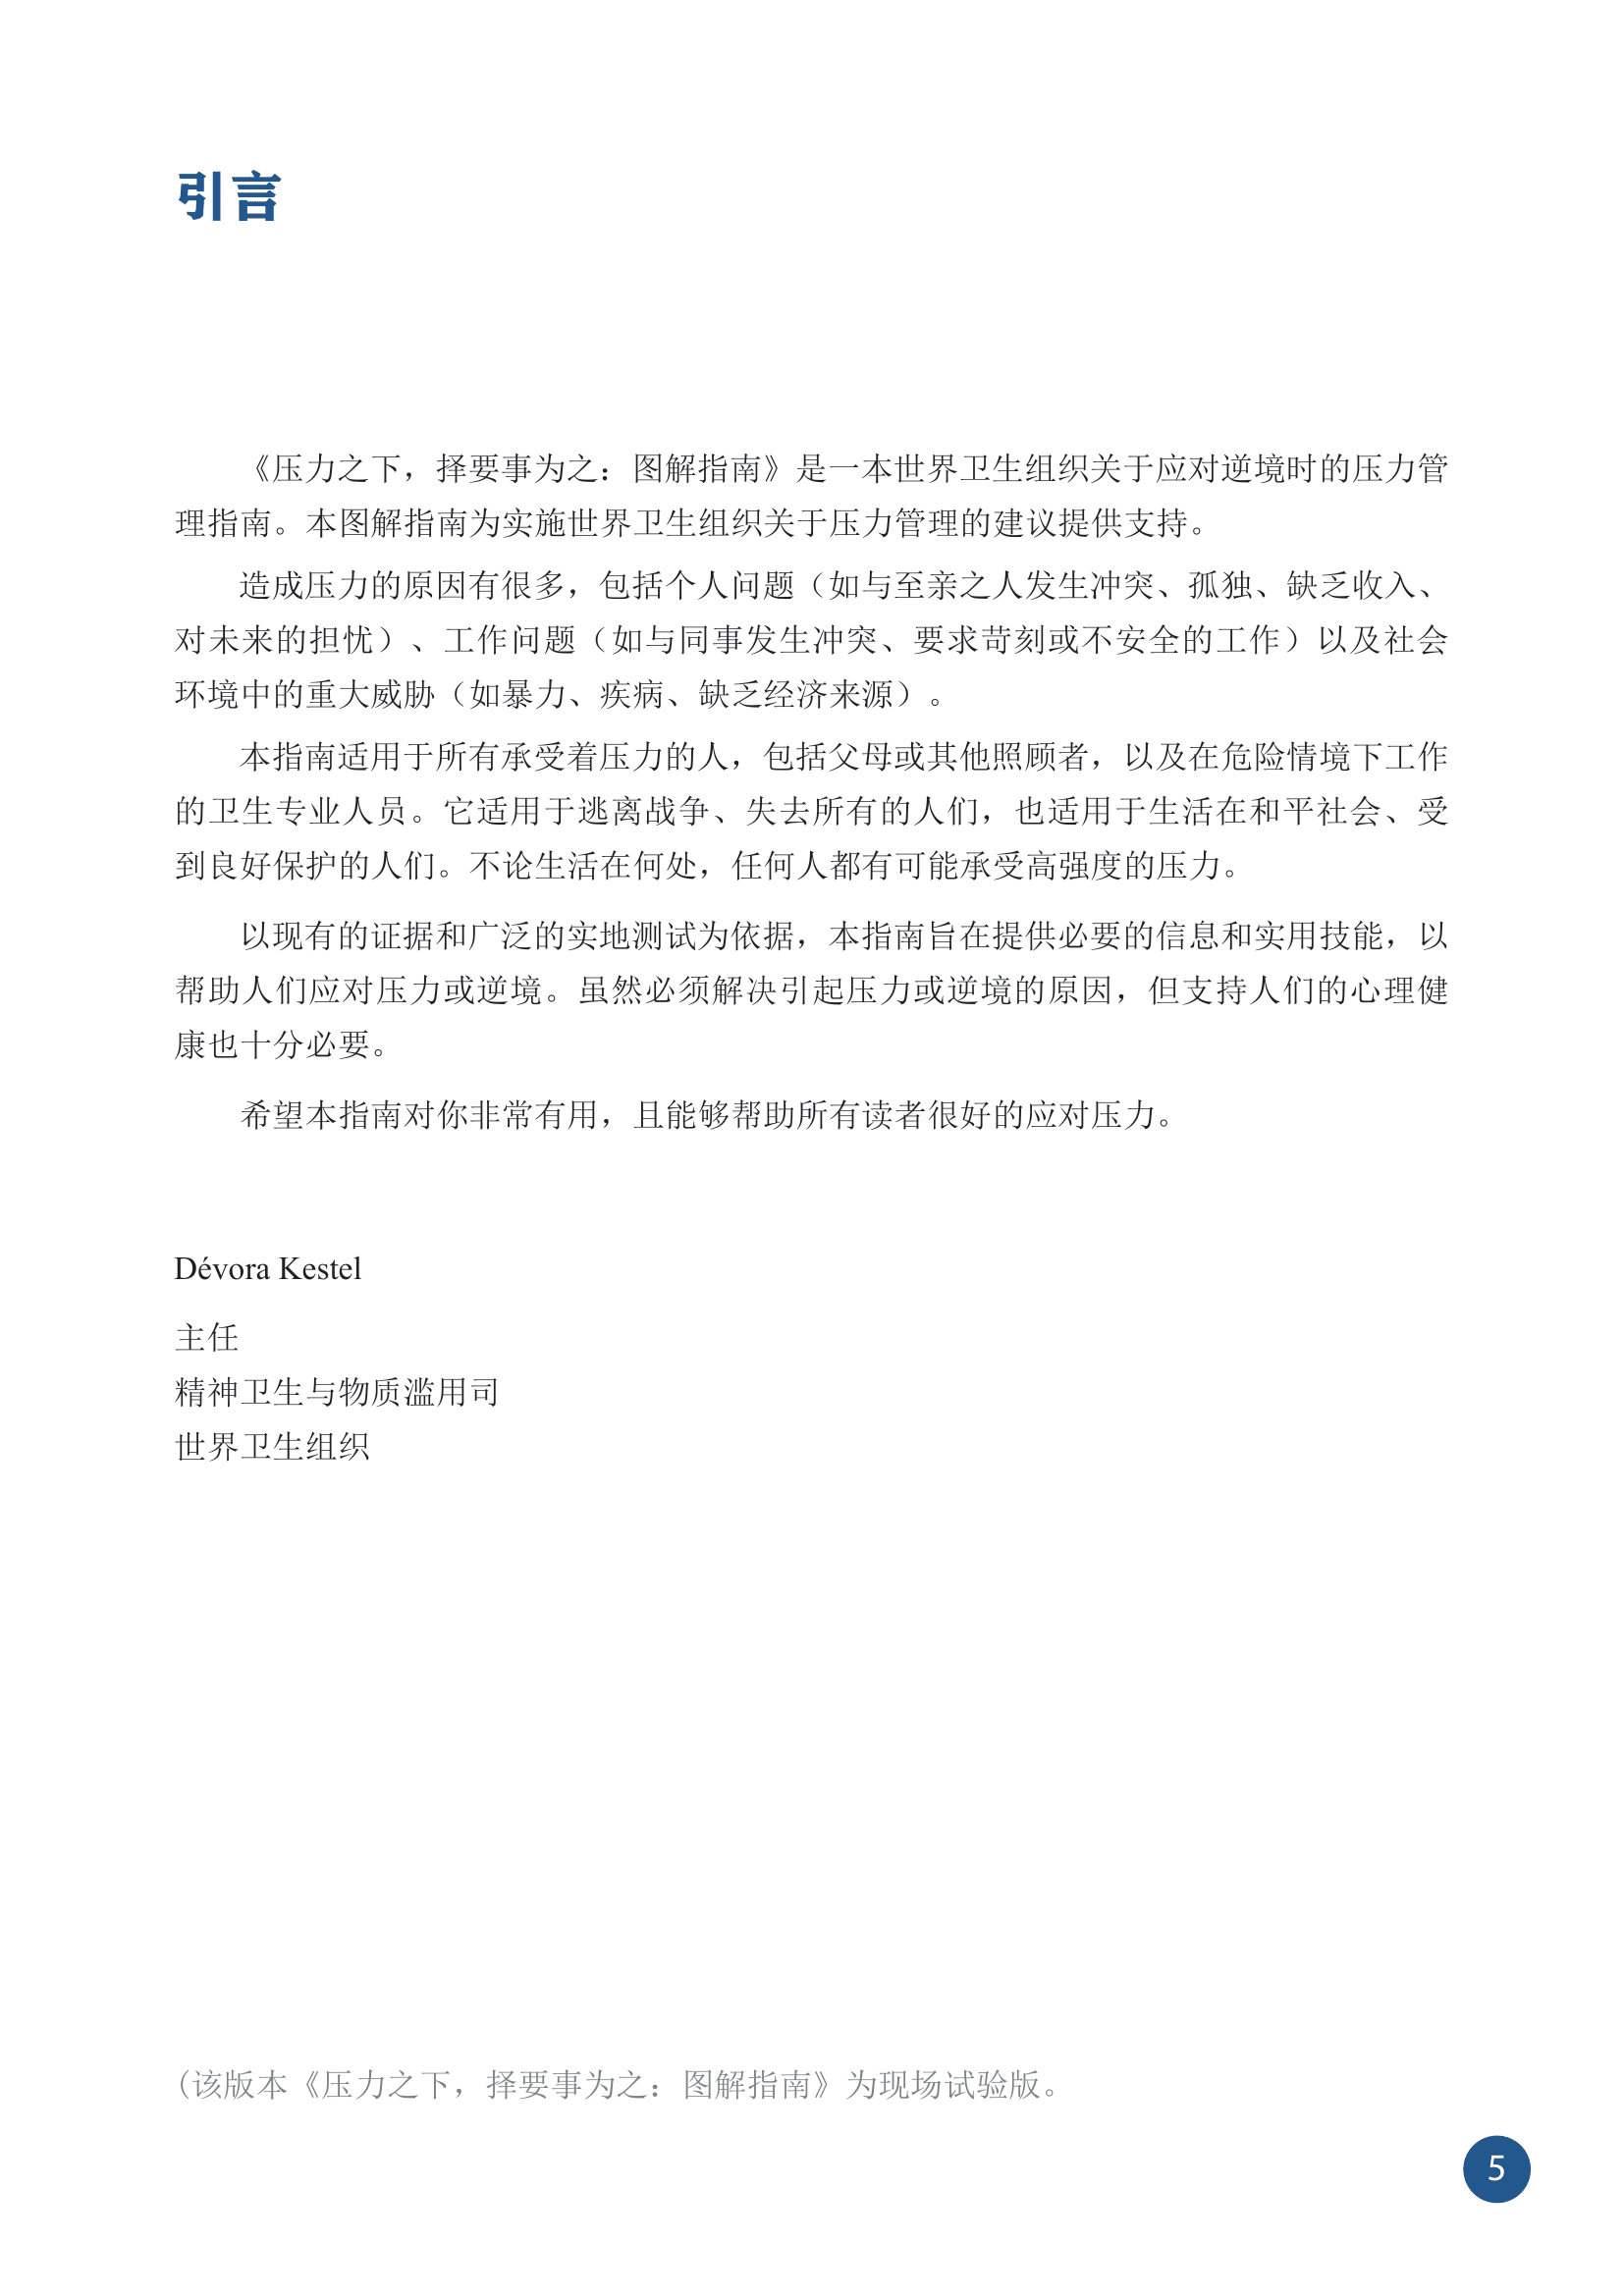 引言
《压力之下，择要事为之：图解指南》是一本世界卫生组织关于应对逆境时的压力管
理指南。本图解指南为实施世界卫生组织关于压力管理的建议提供支持。
造成压力的原因有很多，包括个人问题（如与至亲之人发生冲突、孤独、缺乏收入、
对未来的担忧）、工作问题（如与同事发生冲突、要求苛刻或不安全的工作）以及社会
环境中的重大威胁（如暴力、疾病、缺乏经济来源）。
本指南适用于所有承受着压力的人，包括父母或其他照顾者，以及在危险情境下工作
的卫生专业人员。它适用于逃离战争、失去所有的人们，也适用于生活在和平社会、受
到良好保护的人们。不论生活在何处，任何人都有可能承受高强度的压力。
以现有的证据和广泛的实地测试为依据，本指南旨在提供必要的信息和实用技能，以
帮助人们应对压力或逆境。虽然必须解决引起压力或逆境的原因，但支持人们的心理健
康也十分必要。
希望本指南对你非常有用，且能够帮助所有读者很好的应对压力。
Dévora Kestel
主任
精神卫生与物质滥用司
世界卫生组织
(该版本《压力之下，择要事为之：图解指南》为现场试验版。
5